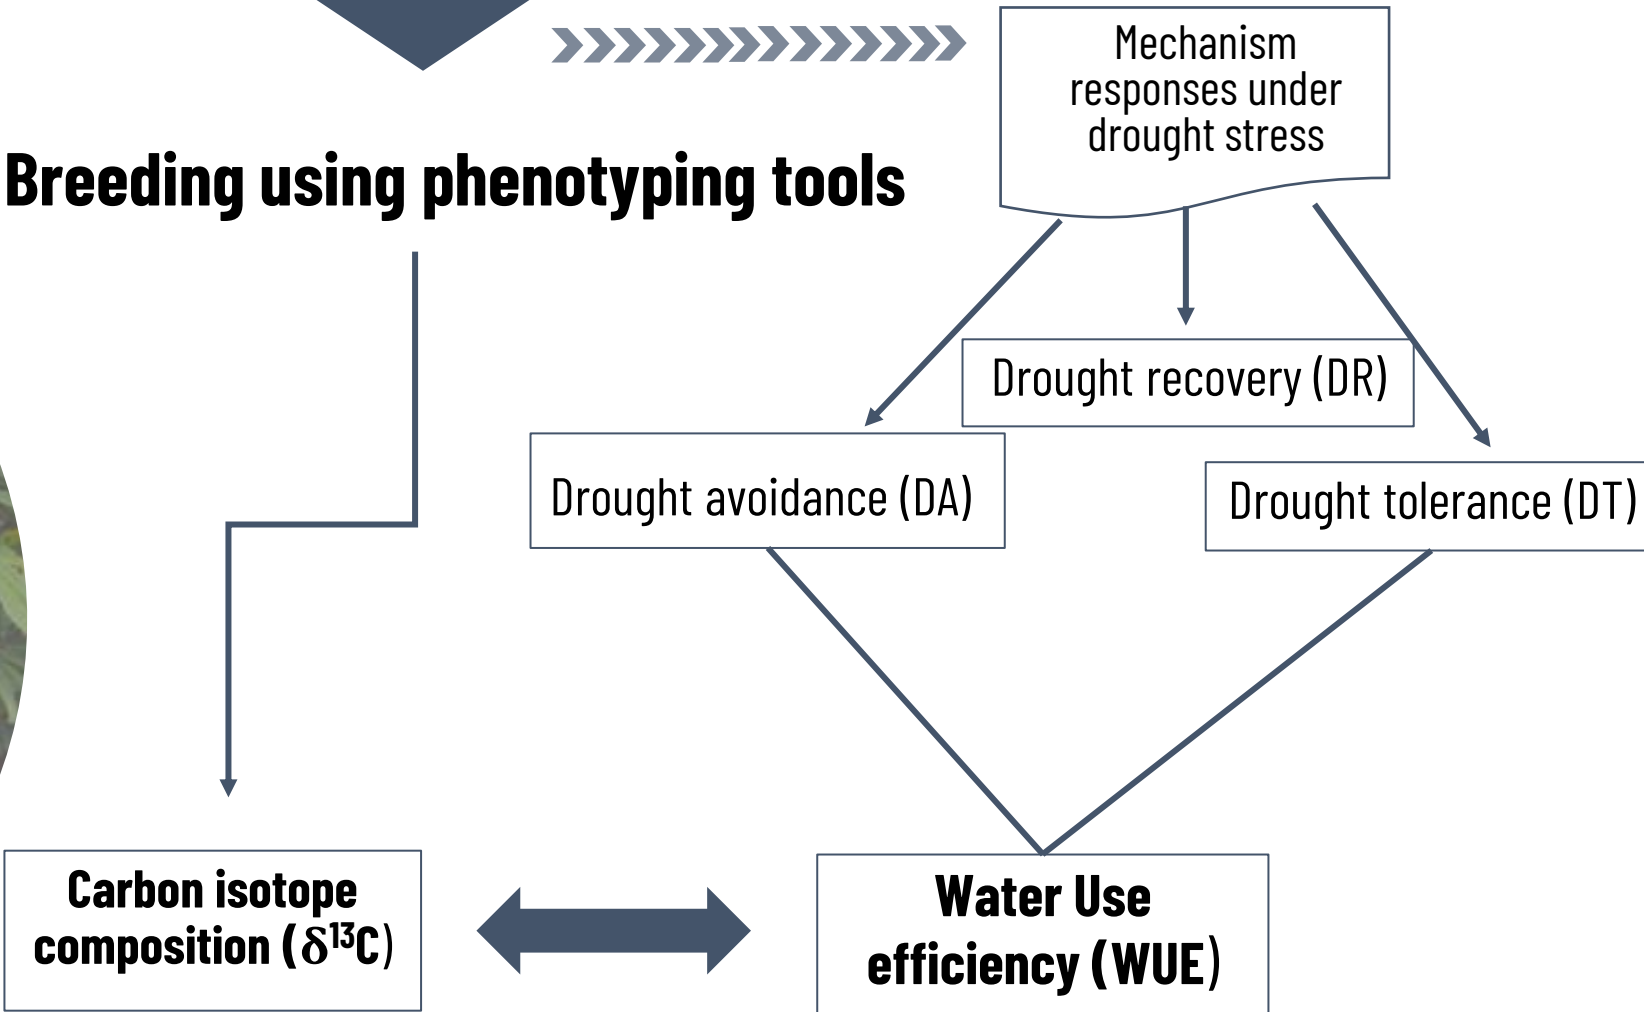 Mechanism
responses under
drought stress
Breeding using phenotyping tools
Drought recovery (DR)
Drought avoidance (DA)
Drought tolerance (DT)
Carbon isotope
composition (δ¹³C)
Water Use
efficiency (WUE)